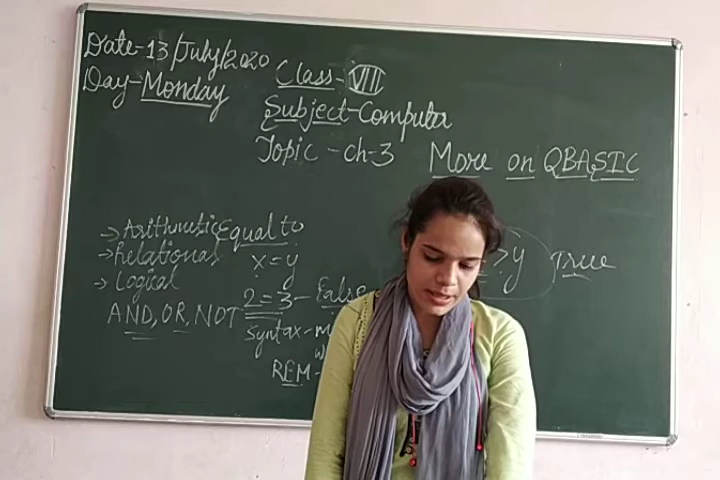 Date-13/July/2020
Day-Monday
Class-VII
Subject-Computer
Topic - ch-3
More on QBASIC
→ Arithmetic
→ Relational
→ Logical
AND, OR, NOT
Equal to
x = y
2 = 3 - False
Syntax-
REM-
>y True